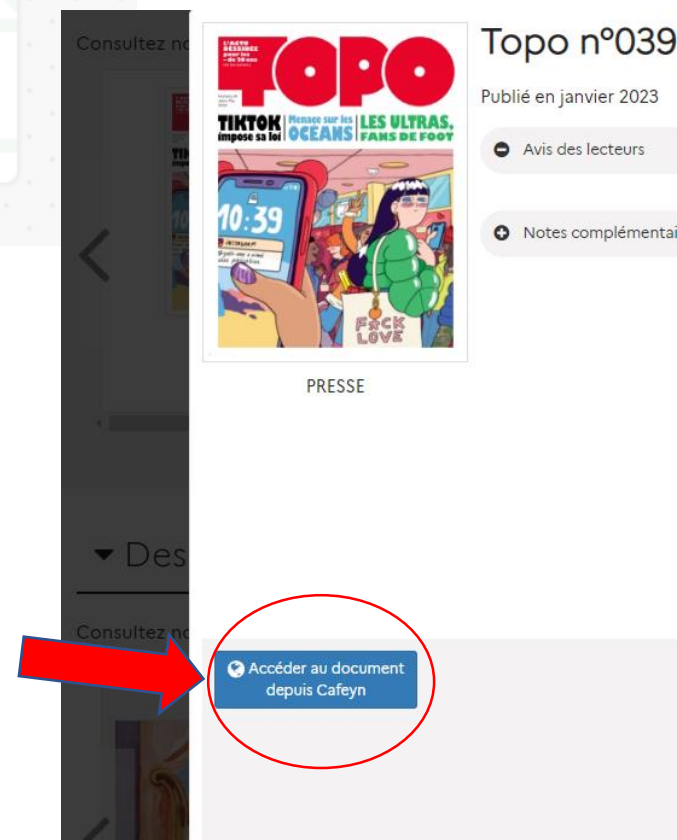 Consultez no
Topo n°039
Publié en janvier 2023
Avis des lecteurs
Notes complémentai
L'ACTU
DESSINÉE
pour les
- de 20 ans
TOPO
TIKTOK
impose sa loi
Menace sur les
OCÉANS
LES ULTRAS,
FANS DE FOOT
10:39
INSTAGRAM
F*CK
LOVE
PRESSE
Des
Consultez no
Accéder au document
depuis Cafeyn